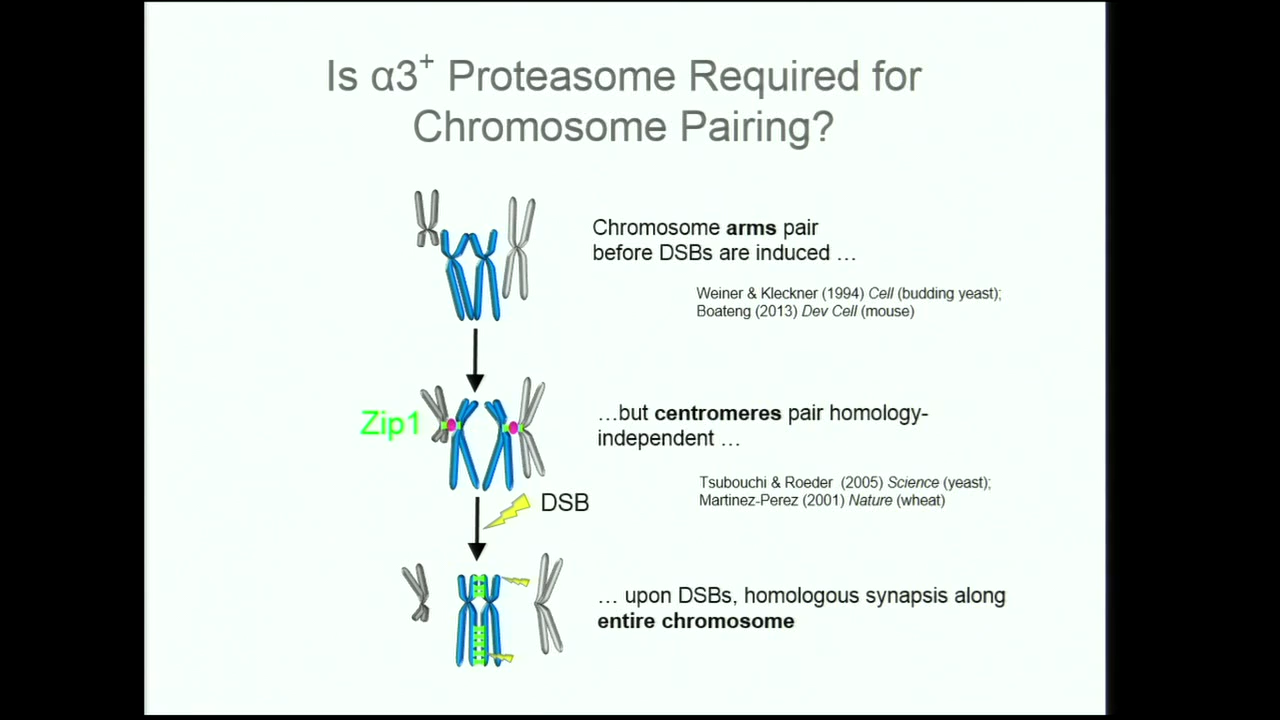 Is α3⁺ Proteasome Required for
Chromosome Pairing?
Chromosome arms pair
before DSBs are induced …
Weiner & Kleckner (1994) Cell (budding yeast);
Boateng (2013) Dev Cell (mouse)
Zip1
…but centromeres pair homology-
independent …
Tsubouchi & Roeder (2005) Science (yeast);
Martinez-Perez (2001) Nature (wheat)
DSB
… upon DSBs, homologous synapsis along
entire chromosome